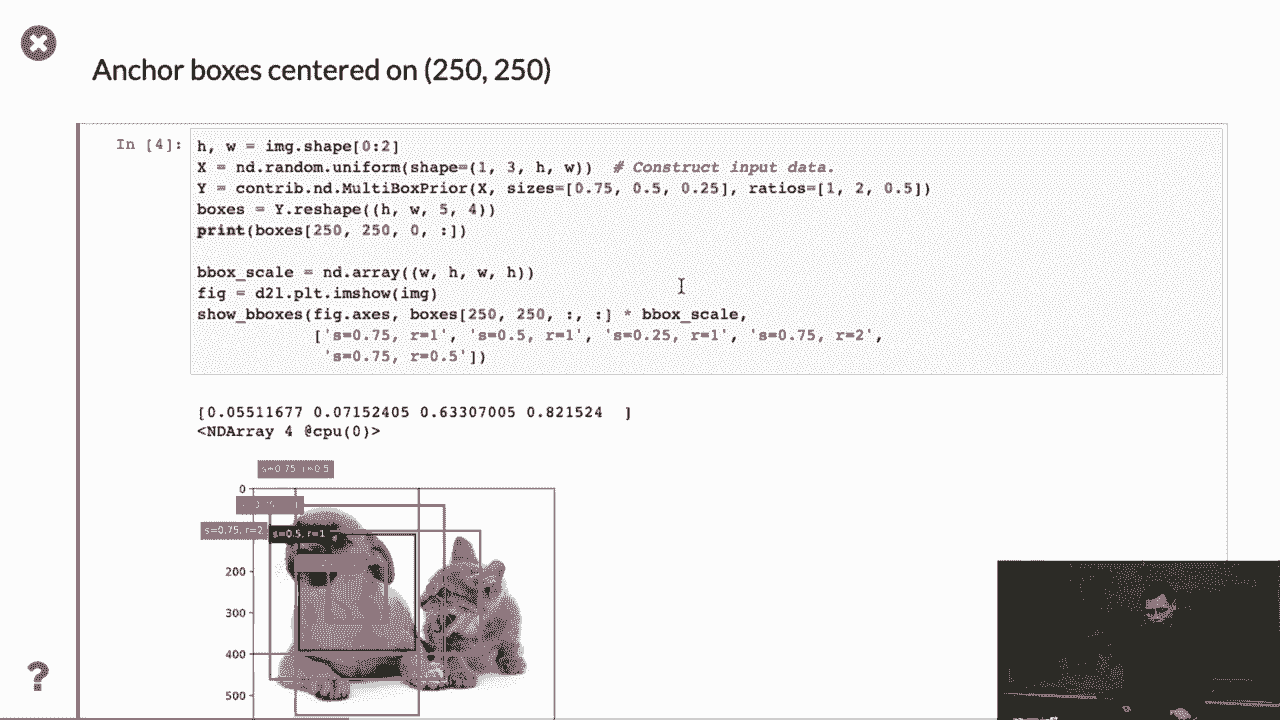 Anchor boxes centered on (250, 250)
In [4]:
h, w = img.shape[0:2]
X = nd.random.uniform(shape=(1, 3, h, w))  # Construct input data.
Y = contrib.nd.MultiBoxPrior(X, sizes=[0.75, 0.5, 0.25], ratios=[1, 2, 0.5])
boxes = Y.reshape((h, w, 5, 4))
print(boxes[250, 250, 0, :])
bbox_scale = nd.array((w, h, w, h))
fig = d2l.plt.imshow(img)
show_bboxes(fig.axes, boxes[250, 250, :, :] * bbox_scale,
['s=0.75, r=1', 's=0.5, r=1', 's=0.25, r=1', 's=0.75, r=2',
's=0.75, r=0.5'])
[0.05511677 0.07152405 0.63307005 0.821524  ]
<NDArray 4 @cpu(0)>
s=0.75, r=0.5
0
s=0.75, r=2
s=0.5, r=1
200
300
400
500
?